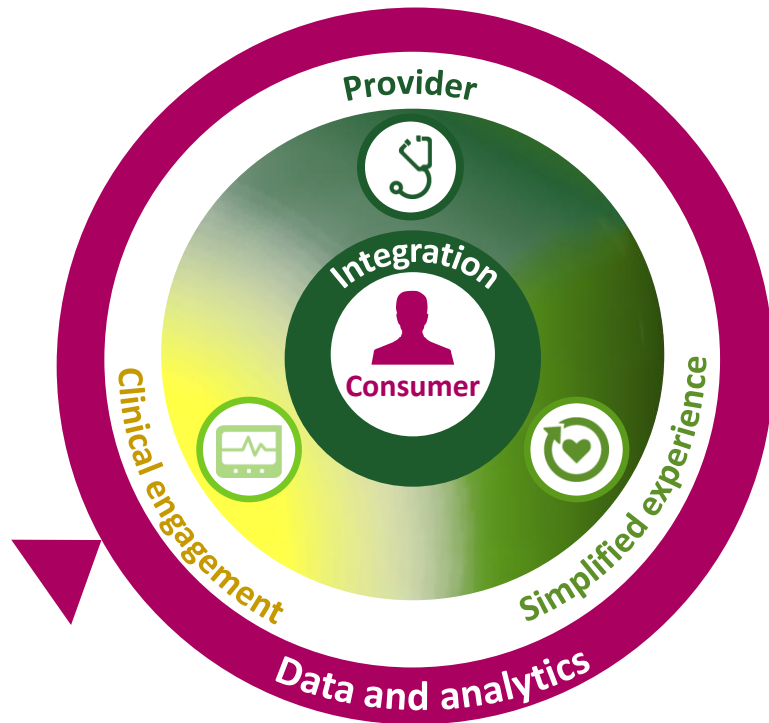 Provider
Integration
Consumer
Clinical engagement
Simplified experience
Data and analytics